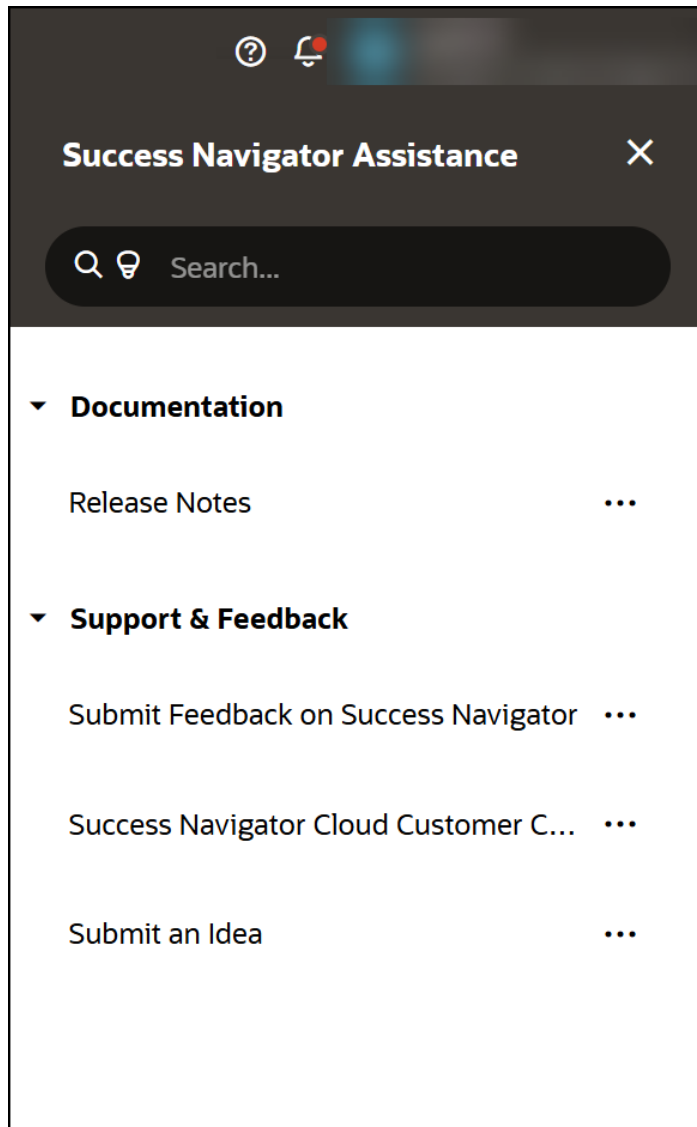 Success Navigator Assistance
Search...
Documentation
Release Notes
Support & Feedback
Submit Feedback on Success Navigator
Success Navigator Cloud Customer C...
Submit an Idea